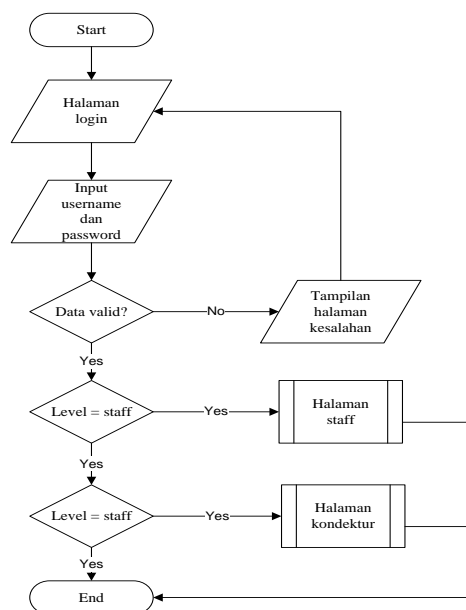 Start
Halaman
login
Input
username
dan
password
Data valid?
No
Tampilan
halaman
kesalahan
Yes
Level = staff
Yes
Halaman
staff
Yes
Level = staff
Yes
Halaman
kondektur
Yes
End